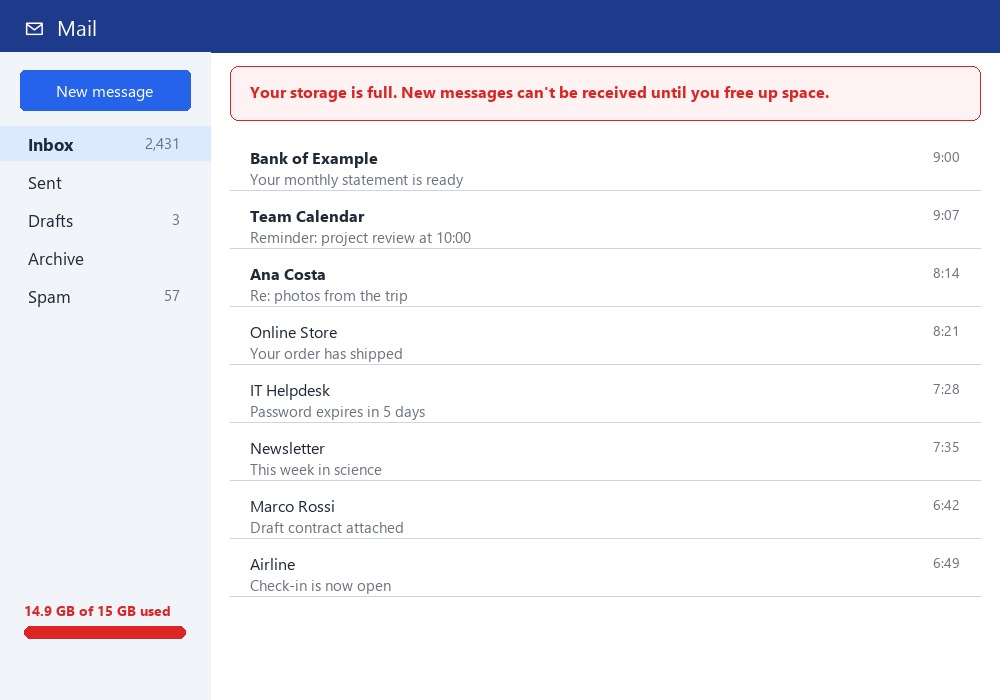 Mail
New message
Inbox 2,431
Sent
Drafts 3
Archive
Spam 57
14.9 GB of 15 GB used
Your storage is full. New messages can't be received until you free up space.
Bank of Example 9:00
Your monthly statement is ready
Team Calendar 9:07
Reminder: project review at 10:00
Ana Costa 8:14
Re: photos from the trip
Online Store 8:21
Your order has shipped
IT Helpdesk 7:28
Password expires in 5 days
Newsletter 7:35
This week in science
Marco Rossi 6:42
Draft contract attached
Airline 6:49
Check-in is now open